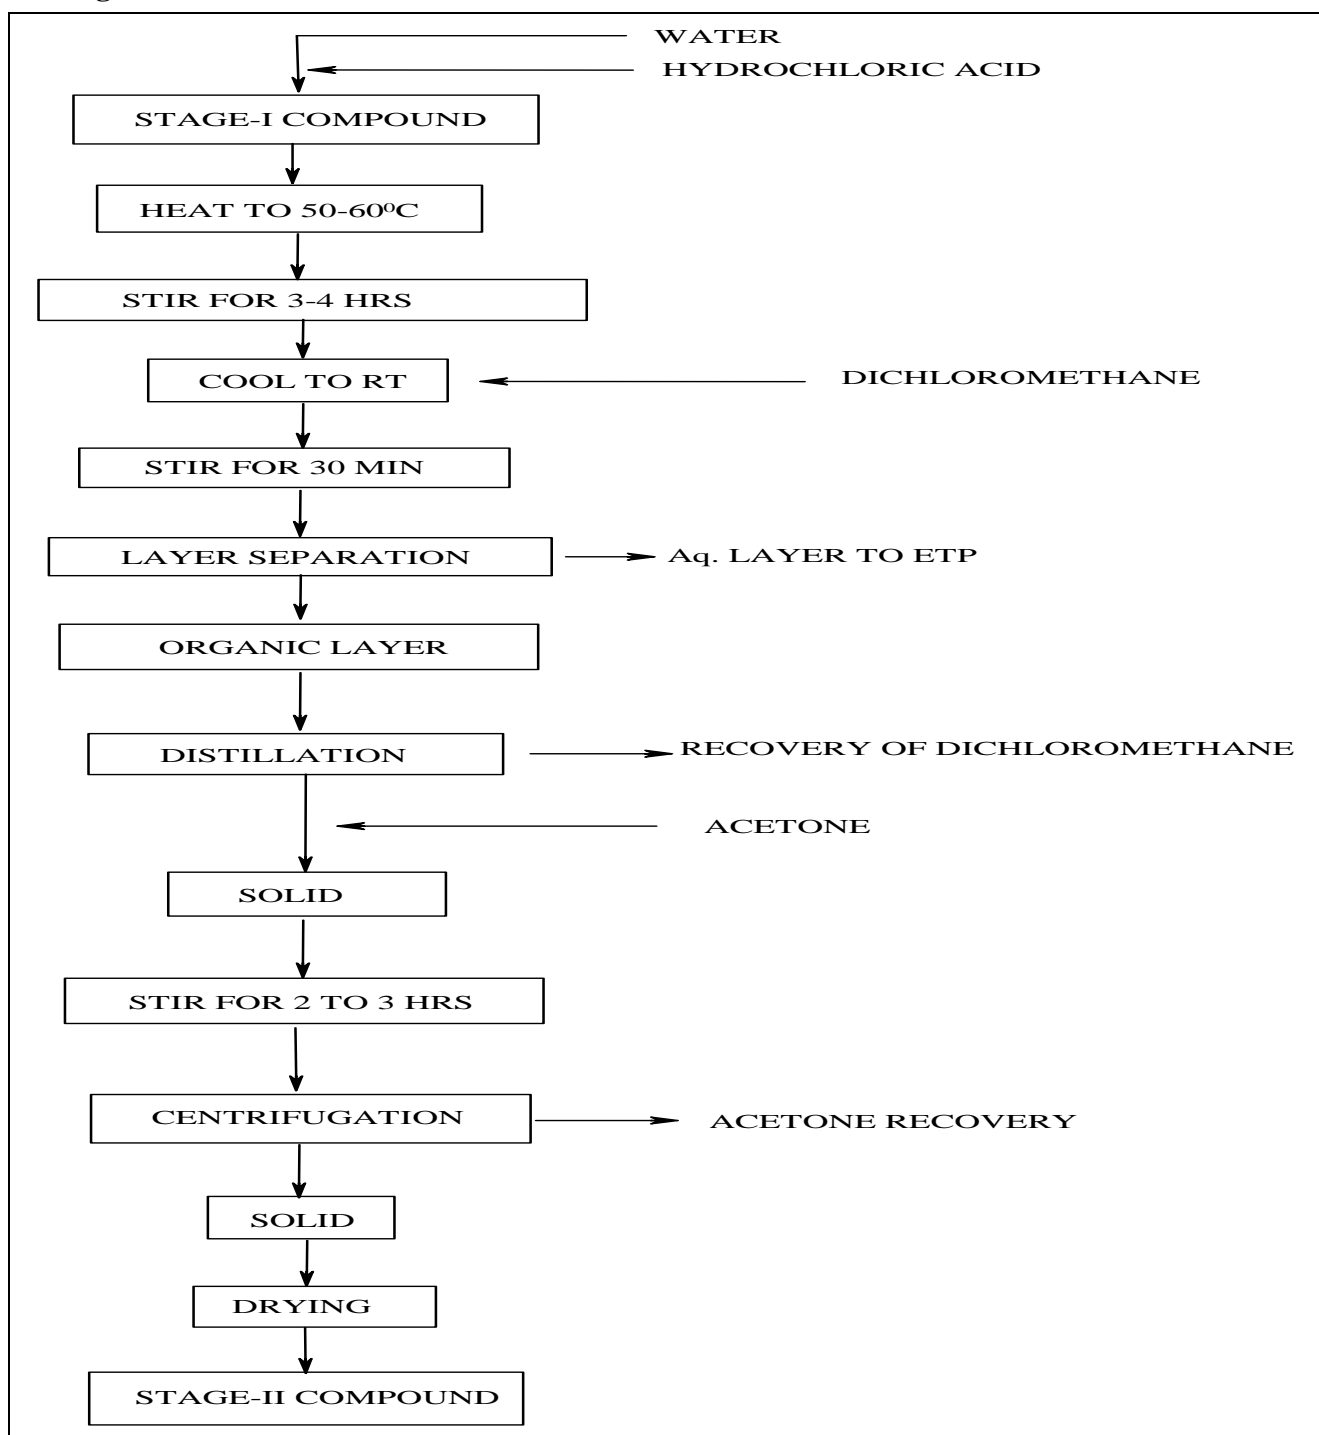 WATER
HYDROCHLORIC ACID
STAGE-I COMPOUND
HEAT TO 50-60⁰C
STIR FOR 3-4 HRS
COOL TO RT
DICHLOROMETHANE
STIR FOR 30 MIN
LAYER SEPARATION
Aq. LAYER TO ETP
ORGANIC LAYER
DISTILLATION
RECOVERY OF DICHLOROMETHANE
ACETONE
SOLID
STIR FOR 2 TO 3 HRS
CENTRIFUGATION
ACETONE RECOVERY
SOLID
DRYING
STAGE-II COMPOUND